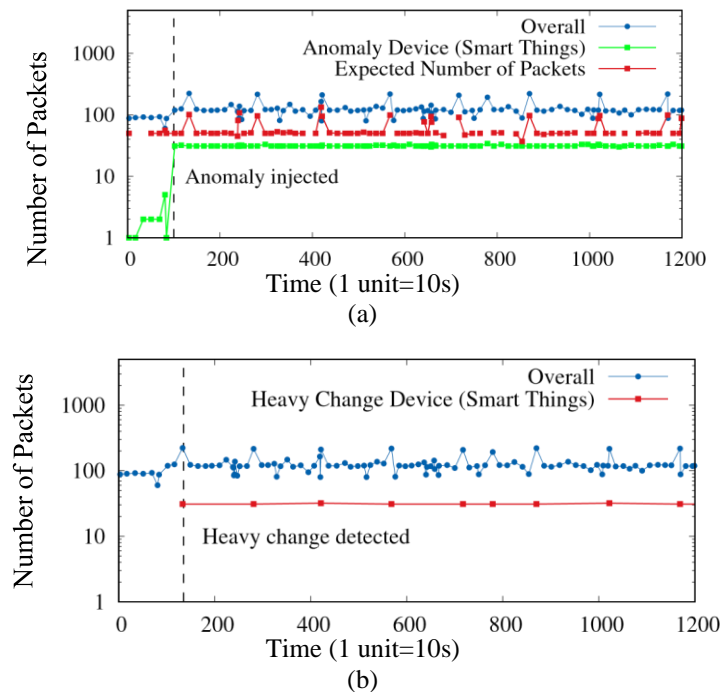 Overall
Anomaly Device (Smart Things)
Expected Number of Packets
Number of Packets
1000
100
10
1
Anomaly injected
200 400 600 800 1000 1200
Time (1 unit=10s)
(a)
Overall
Heavy Change Device (Smart Things)
Number of Packets
1000
100
10
1
Heavy change detected
0 200 400 600 800 1000 1200
Time (1 unit=10s)
(b)